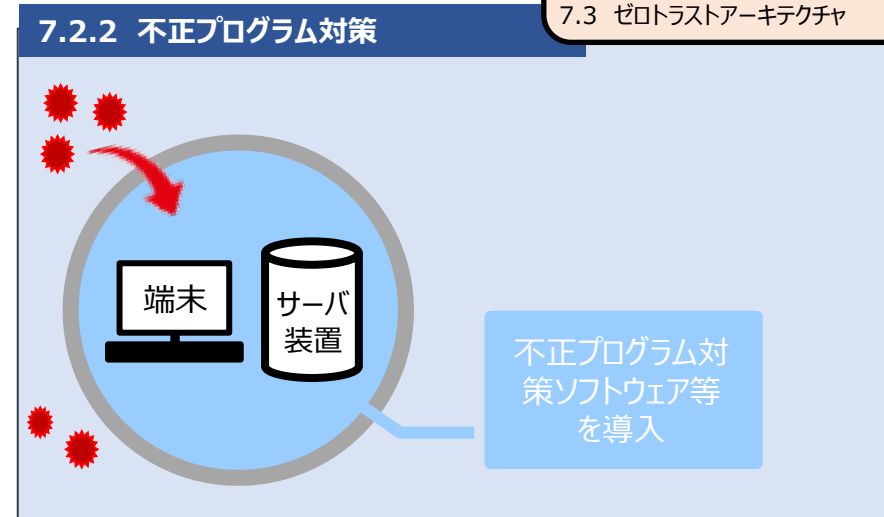 7.3 ゼロトラストアーキテクチャ
7.2.2 不正プログラム対策
端末
サーバ
装置
不正プログラム対
策ソフトウェア等
を導入